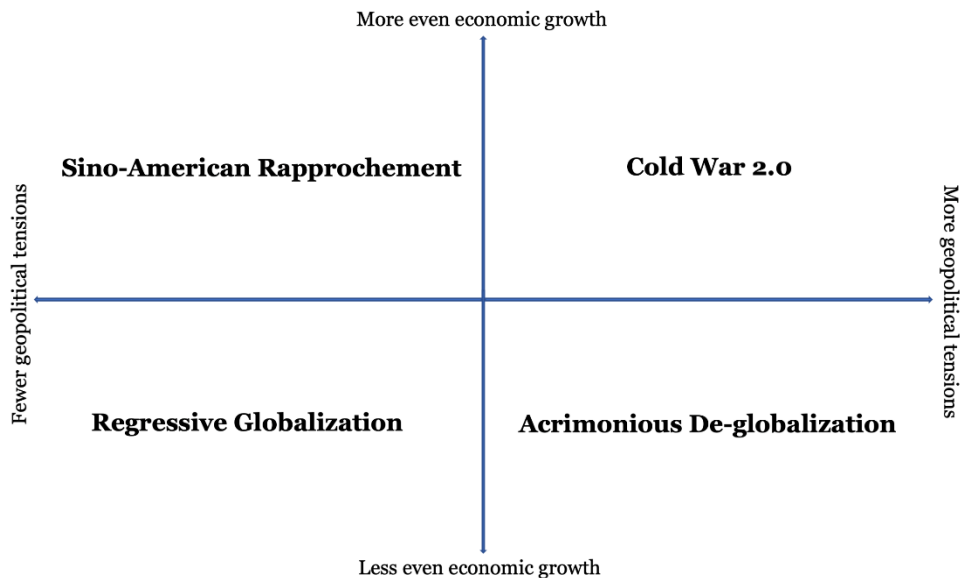 More even economic growth
Sino-American Rapprochement
Cold War 2.0
Fewer geopolitical tensions
More geopolitical tensions
Regressive Globalization
Acrimonious De-globalization
Less even economic growth